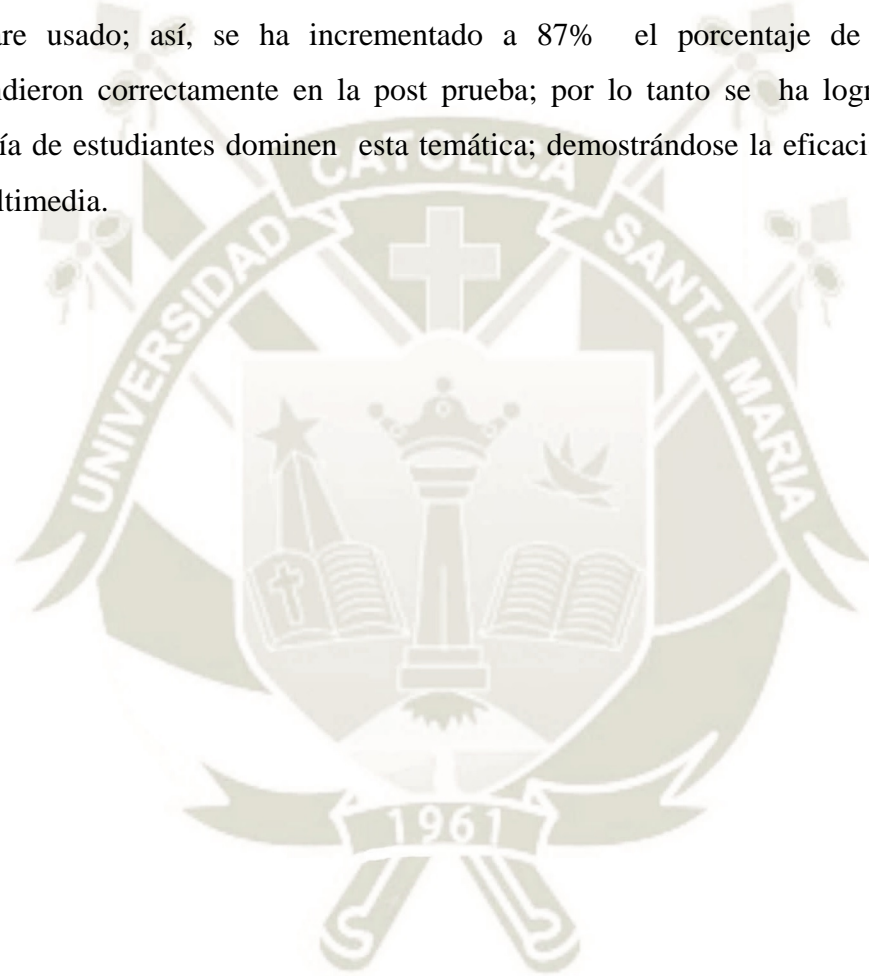 are usado; así, se ha incrementado a 87% el porcentaje de
ndieron correctamente en la post prueba; por lo tanto se ha logr
ía de estudiantes dominen esta temática; demostrándose la eficaci
ltimedia.
UNIVERSIDAD CATOLICA SANTA MARIA
1961